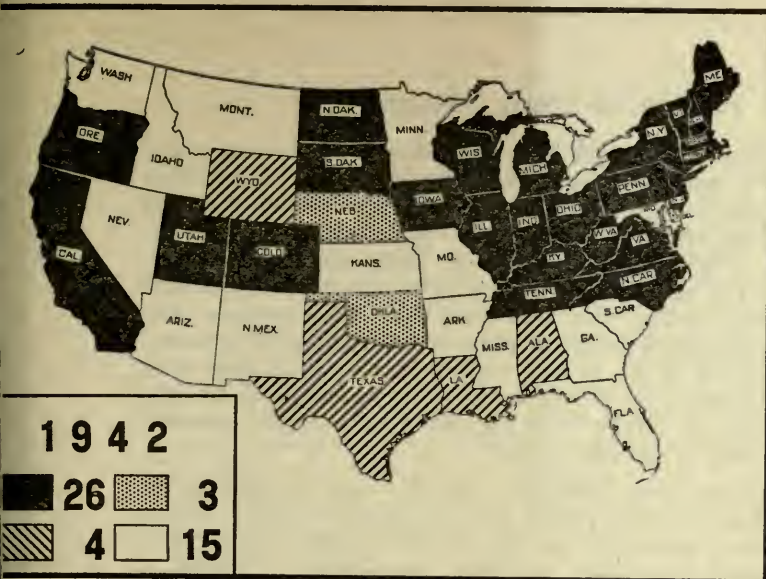 WASH
MONT.
N.DAK.
MINN.
ME
ORE
IDAHO
S.DAK
WIS
MICH
N.Y.
WYO.
NEV.
UTAH
COLO
NEB.
IOWA
ILL
IND.
OHIO
PENN.
W.VA
VA
CAL
KANS.
MO.
KY
N.CAR
TENN.
ARIZ.
N.MEX.
OKLA.
ARK
S.CAR
MISS.
ALA.
GA.
TEXAS
LA.
FLA
1942
26 3
4 15